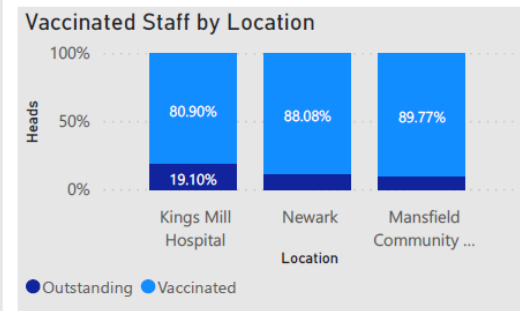 Vaccinated Staff by Location
100%
50%
0%
Heads
80.90%
88.08%
89.77%
19.10%
Kings Mill
Hospital
Newark
Mansfield
Community ...
Location
Outstanding
Vaccinated